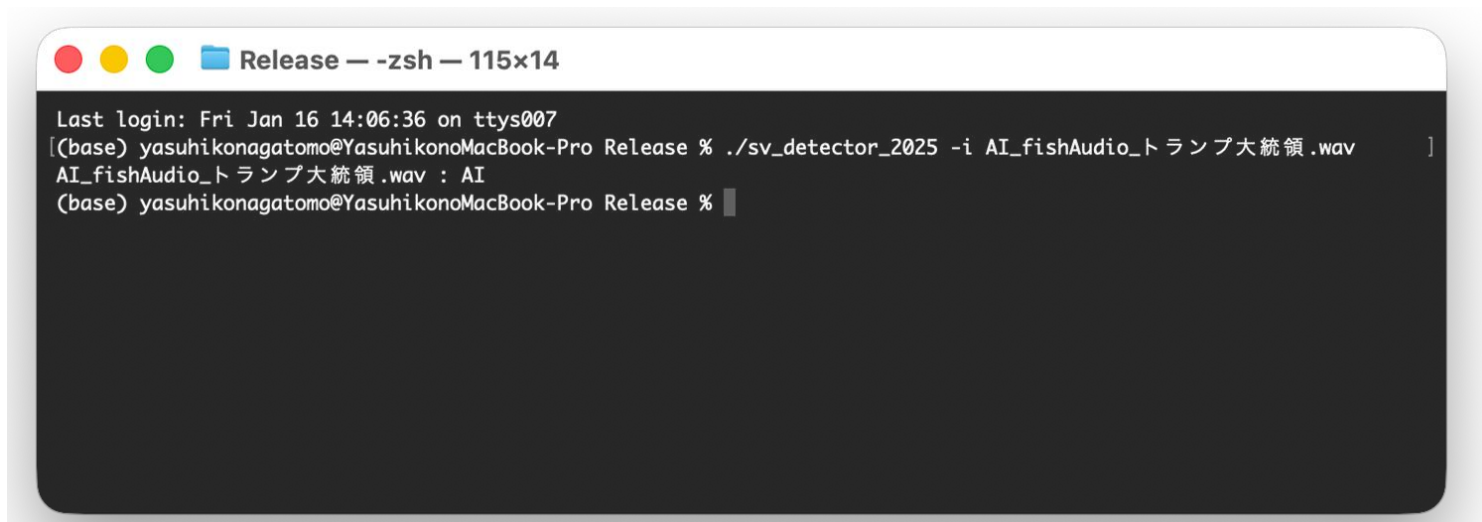 Release — -zsh — 115×14
Last login: Fri Jan 16 14:06:36 on ttys007
[(base) yasuhikonagatomo@YasuhikonoMacBook-Pro Release % ./sv_detector_2025 -i AI_fishAudio_トランプ大統領.wav ]
AI_fishAudio_トランプ大統領.wav : AI
(base) yasuhikonagatomo@YasuhikonoMacBook-Pro Release %